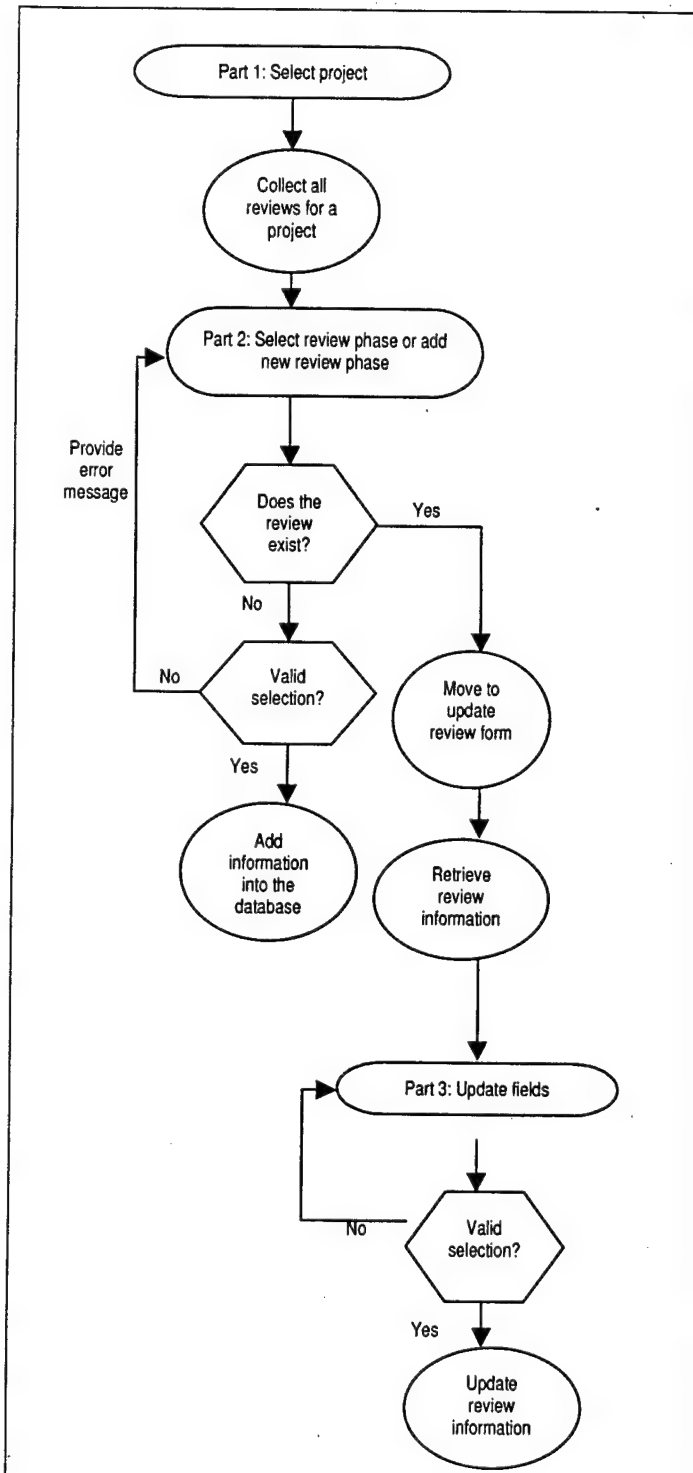 Part 1: Select project
Collect all
reviews for a
project
Part 2: Select review phase or add
new review phase
Provide
error
message
Does the
review
exist?
Yes
No
No
Valid
selection?
Move to
update
review form
Yes
Add
information
into the
database
Retrieve
review
information
Part 3: Update fields
No
Valid
selection?
Yes
Update
review
information